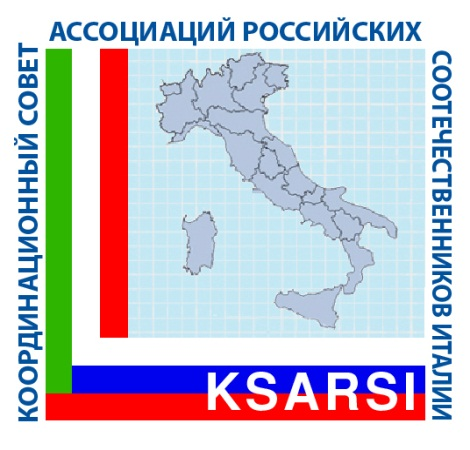 КООРДИНАЦИОННЫЙ СОВЕТ
АССОЦИАЦИЙ РОССИЙСКИХ
СООТЕЧЕСТВЕННИКОВ ИТАЛИИ
KSARSI